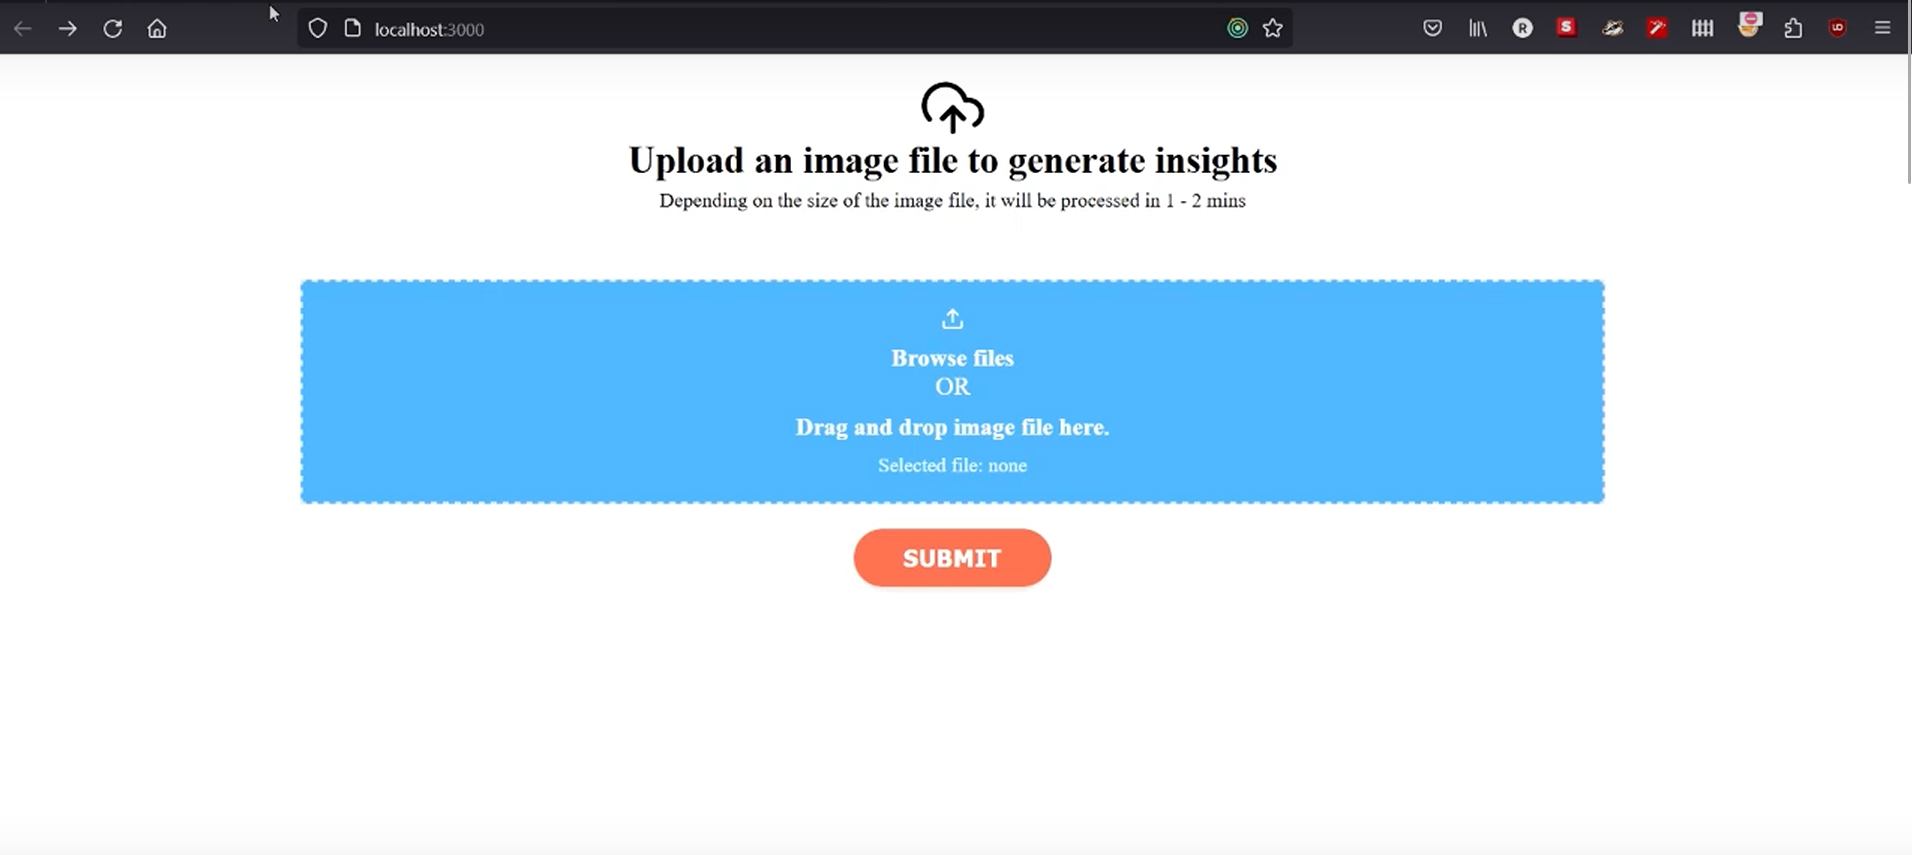 localhost:3000
R
S
Upload an image file to generate insights
Depending on the size of the image file, it will be processed in 1 - 2 mins
Browse files
OR
Drag and drop image file here.
Selected file: none
SUBMIT